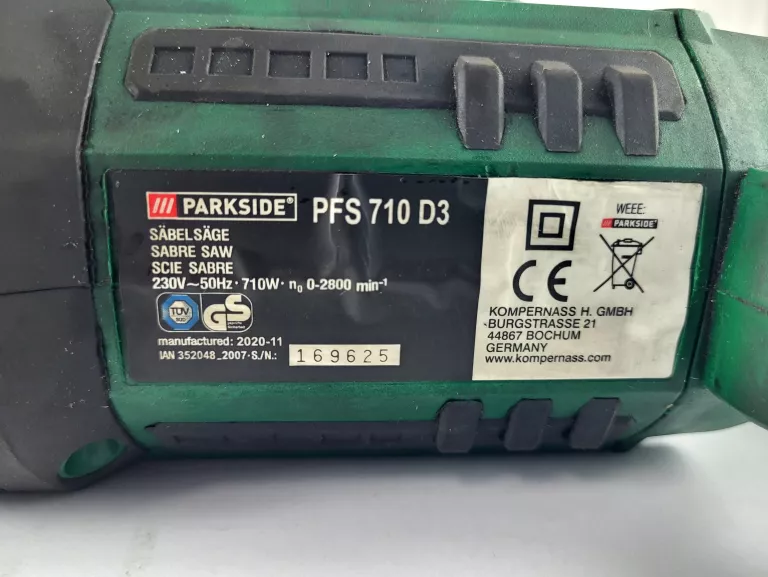 PARKSIDE® PFS 710 D3
SÄBELSÄGE
SABRE SAW
SCIE SABRE
230V~50Hz · 710W · n₀ 0-2800 min⁻¹
TÜV GS
manufactured: 2020-11
IAN 352048_2007 · S./N.: 169625
WEEE:
PARKSIDE®
CE
KOMPERNASS H. GMBH
BURGSTRASSE 21
44867 BOCHUM
GERMANY
www.kompernass.com